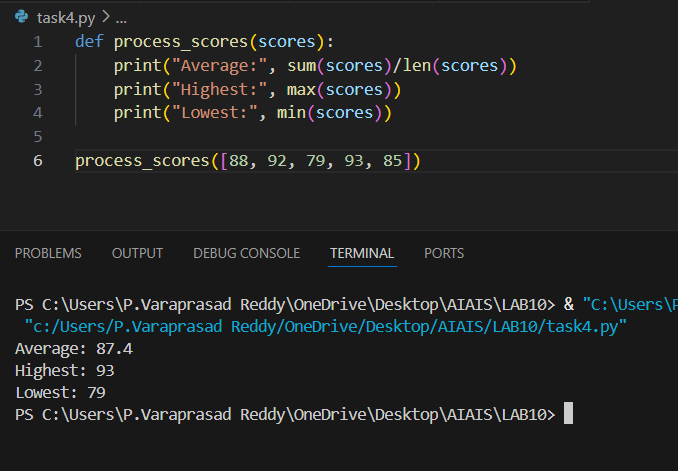 task4.py > ...
1 def process_scores(scores):
2     print("Average:", sum(scores)/len(scores))
3     print("Highest:", max(scores))
4     print("Lowest:", min(scores))
5
6 process_scores([88, 92, 79, 93, 85])
PROBLEMS OUTPUT DEBUG CONSOLE TERMINAL PORTS
PS C:\Users\P.Varaprasad Reddy\OneDrive\Desktop\AIAIS\LAB10> & "C:\Users\P
"c:/Users/P.Varaprasad Reddy/OneDrive/Desktop/AIAIS/LAB10/task4.py"
Average: 87.4
Highest: 93
Lowest: 79
PS C:\Users\P.Varaprasad Reddy\OneDrive\Desktop\AIAIS\LAB10>